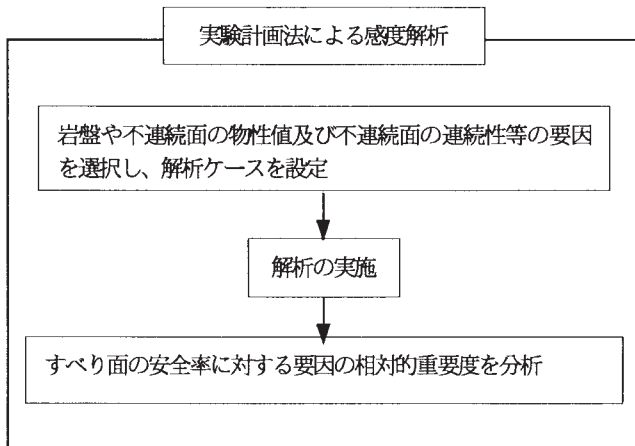 実験計画法による感度解析
岩盤や不連続面の物性値及び不連続面の連続性等の要因
を選択し、解析ケースを設定
解析の実施
すべり面の安全率に対する要因の相対的重要度を分析